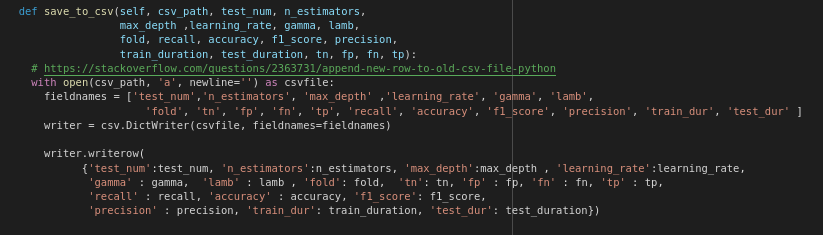 def save_to_csv(self, csv_path, test_num, n_estimators,
max_depth ,learning_rate, gamma, lamb,
fold, recall, accuracy, f1_score, precision,
train_duration, test_duration, tn, fp, fn, tp):
# https://stackoverflow.com/questions/2363731/append-new-row-to-old-csv-file-python
with open(csv_path, 'a', newline='') as csvfile:
fieldnames = ['test_num','n_estimators', 'max_depth' ,'learning_rate', 'gamma', 'lamb',
'fold', 'tn', 'fp', 'fn', 'tp', 'recall', 'accuracy', 'f1_score', 'precision', 'train_dur', 'test_dur' ]
writer = csv.DictWriter(csvfile, fieldnames=fieldnames)
writer.writerow(
{'test_num':test_num, 'n_estimators':n_estimators, 'max_depth':max_depth , 'learning_rate':learning_rate,
'gamma' : gamma, 'lamb' : lamb , 'fold': fold, 'tn': tn, 'fp' : fp, 'fn' : fn, 'tp' : tp,
'recall' : recall, 'accuracy' : accuracy, 'f1_score': f1_score,
'precision' : precision, 'train_dur': train_duration, 'test_dur': test_duration})